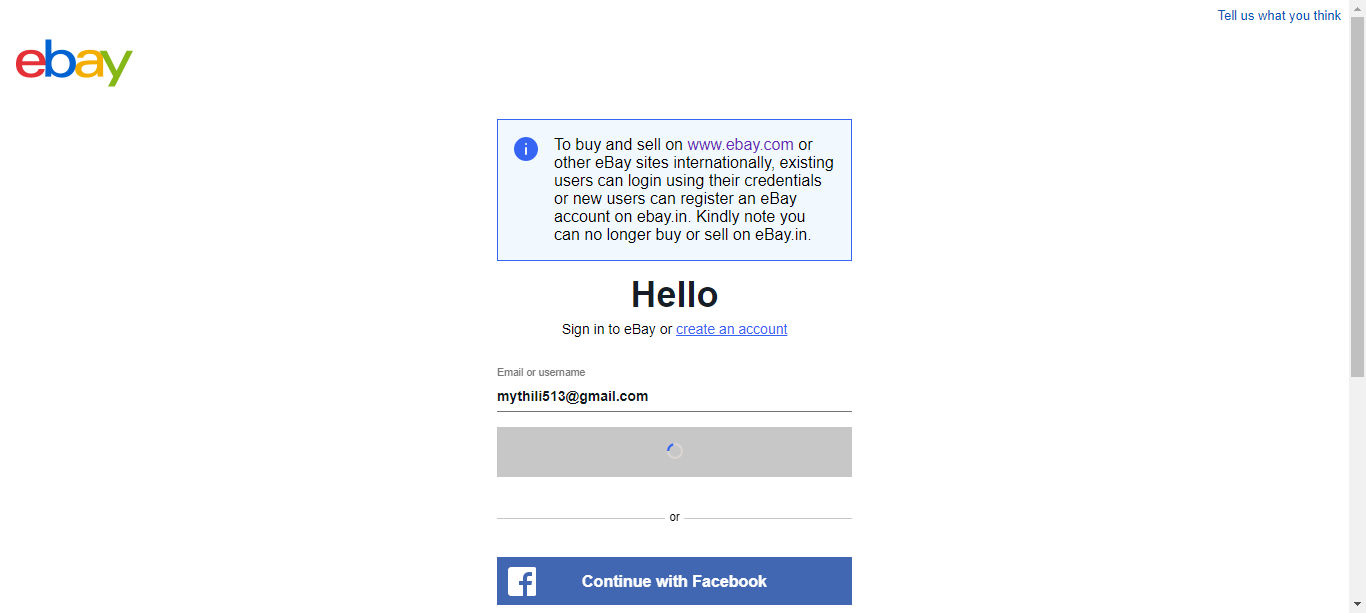 Tell us what you think
ebay
i
To buy and sell on www.ebay.com or
other eBay sites internationally, existing
users can login using their credentials
or new users can register an eBay
account on ebay.in. Kindly note you
can no longer buy or sell on eBay.in.
Hello
Sign in to eBay or create an account
Email or username
mythili513@gmail.com
or
f Continue with Facebook